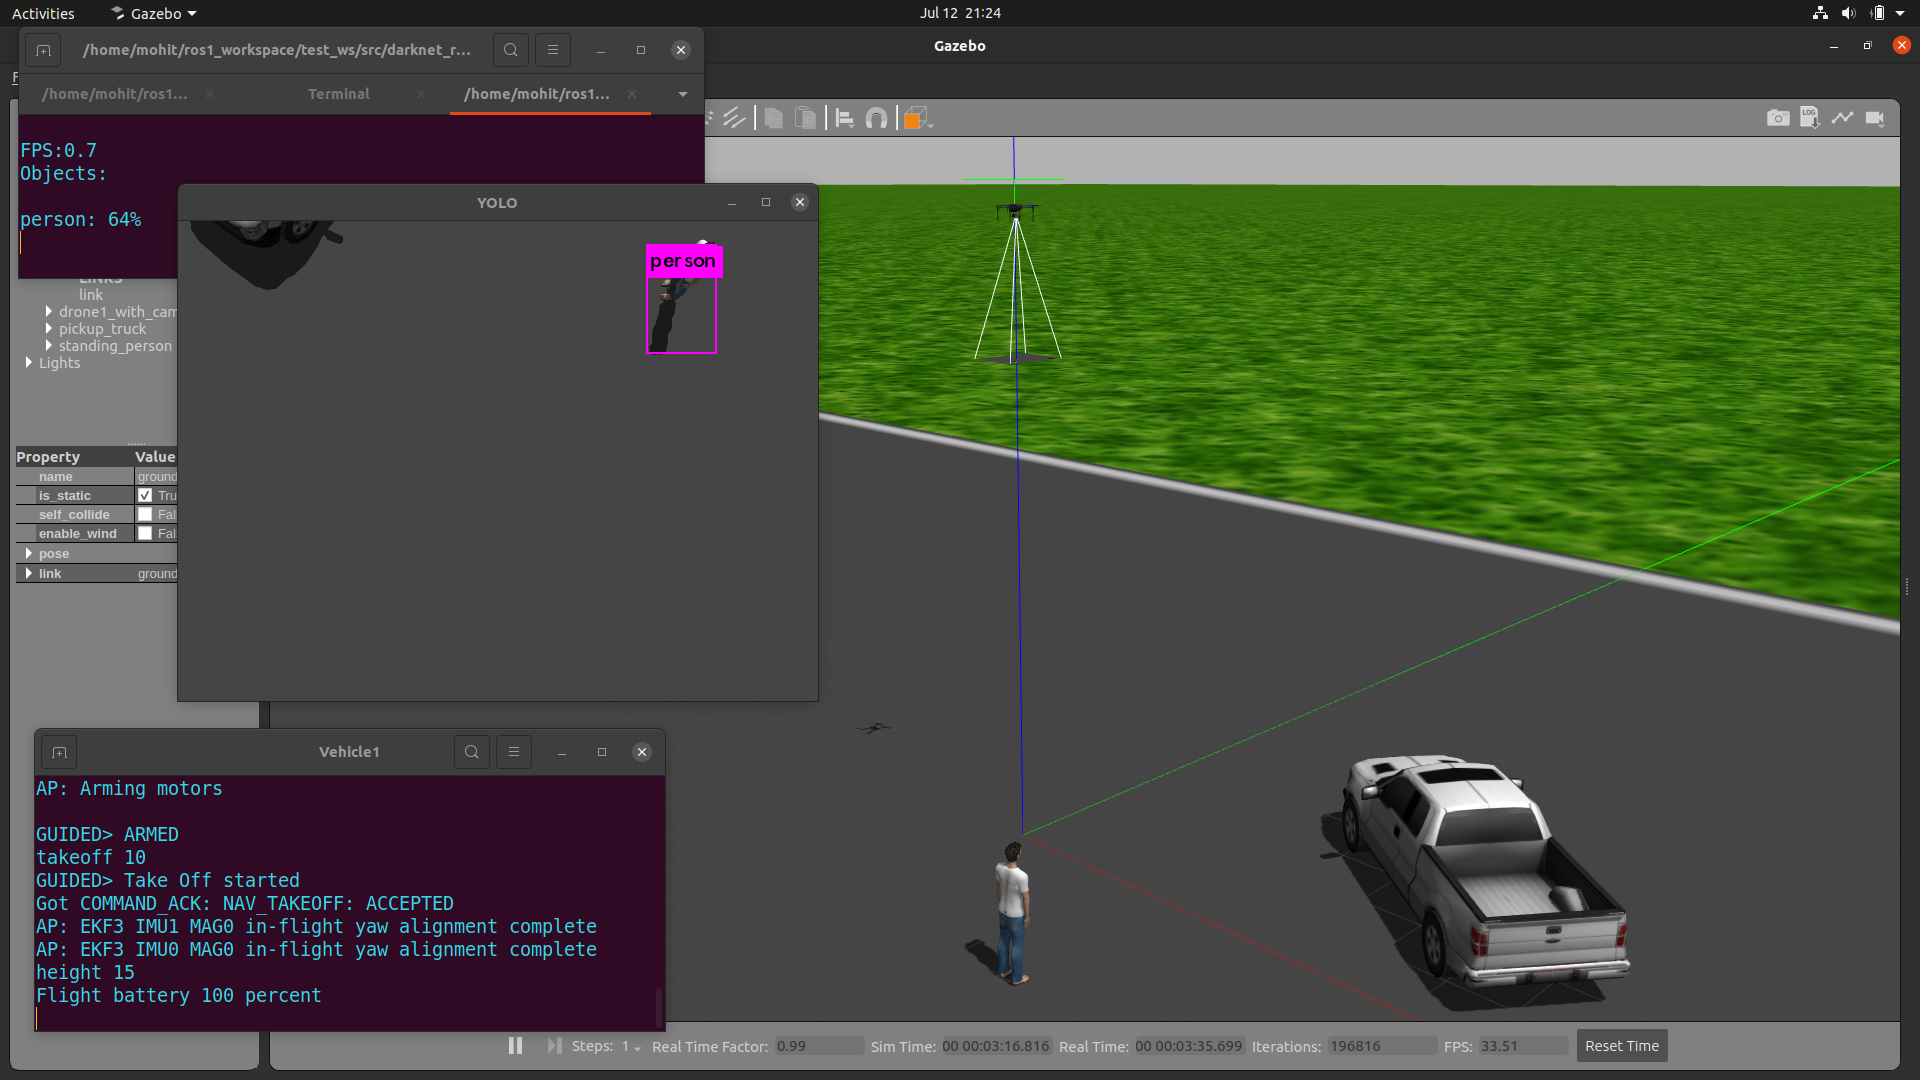 Activities
Gazebo
Jul 12 21:24
/home/mohit/ros1_workspace/test_ws/src/darknet_r...
Gazebo
/home/mohit/ros1...
Terminal
/home/mohit/ros1...
FPS:0.7
Objects:
person: 64%
YOLO
person
LINKS
link
drone1_with_cam
pickup_truck
standing_person
Lights
Property Value
name ground
is_static Tru
self_collide Fal
enable_wind Fal
pose
link ground
LOG
Vehicle1
AP: Arming motors
GUIDED> ARMED
takeoff 10
GUIDED> Take Off started
Got COMMAND_ACK: NAV_TAKEOFF: ACCEPTED
AP: EKF3 IMU1 MAG0 in-flight yaw alignment complete
AP: EKF3 IMU0 MAG0 in-flight yaw alignment complete
height 15
Flight battery 100 percent
Steps: 1 Real Time Factor: 0.99 Sim Time: 00 00:03:16.816 Real Time: 00 00:03:35.699 Iterations: 196816 FPS: 33.51 Reset Time